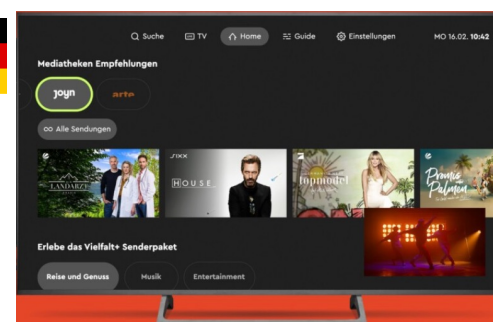 Suche TV Home Guide Einstellungen MO 16.02. 10:42
Mediatheken Empfehlungen
joyn arte
Alle Sendungen
LANDARZT
sixx
HOUSE
topmodel
Promis
Palmen
Erlebe das Vielfalt+ Senderpaket
Reise und Genuss Musik Entertainment